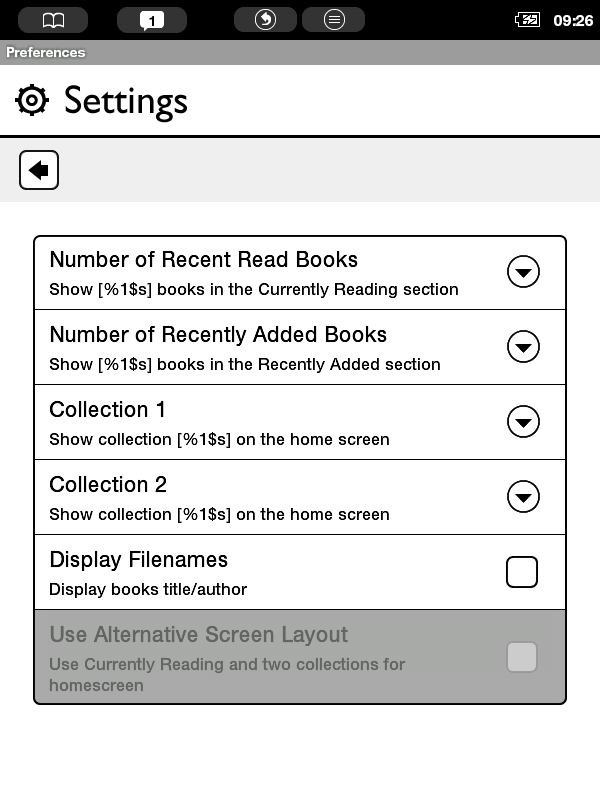 1
09:26
Preferences
Settings
Number of Recent Read Books
Show [%1$s] books in the Currently Reading section
Number of Recently Added Books
Show [%1$s] books in the Recently Added section
Collection 1
Show collection [%1$s] on the home screen
Collection 2
Show collection [%1$s] on the home screen
Display Filenames
Display books title/author
Use Alternative Screen Layout
Use Currently Reading and two collections for
homescreen